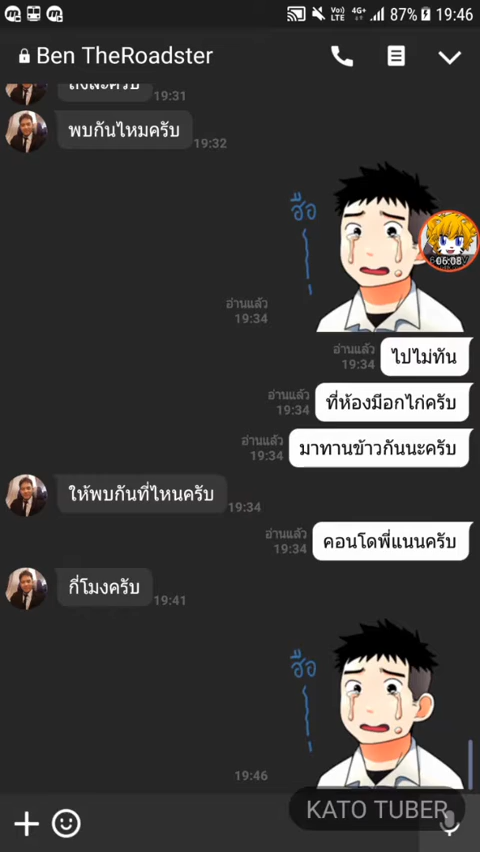 Vo)) LTE 4G+ 87% 19:46
Ben TheRoadster
19:31
พบกันไหมครับ
19:32
ฮือ
06:08
อ่านแล้ว
19:34
อ่านแล้ว
19:34
ไปไม่ทัน
อ่านแล้ว
19:34
ที่ห้องมีอกไก่ครับ
อ่านแล้ว
19:34
มาทานข้าวกันนะครับ
ให้พบกันที่ไหนครับ
19:34
อ่านแล้ว
19:34
คอนโดพี่แนนครับ
กี่โมงครับ
19:41
ฮือ
19:46
KATO TUBER